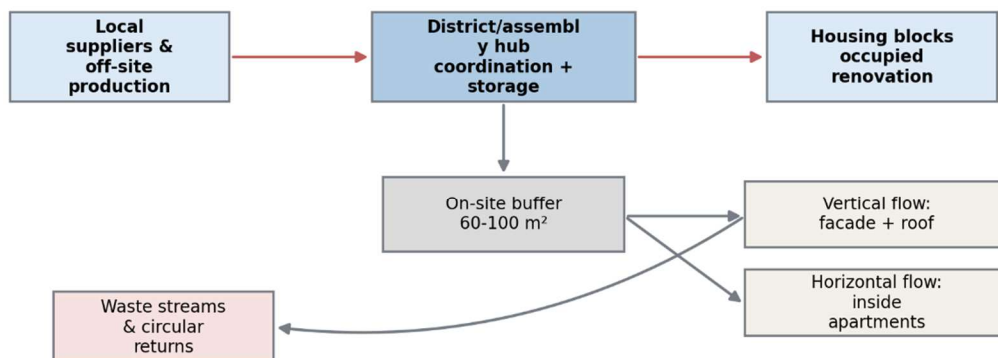 Local
suppliers &
off-site
production
District/assembl
y hub
coordination +
storage
Housing blocks
occupied
renovation
On-site buffer
60-100 m²
Vertical flow:
facade + roof
Horizontal flow:
inside
apartments
Waste streams
& circular
returns